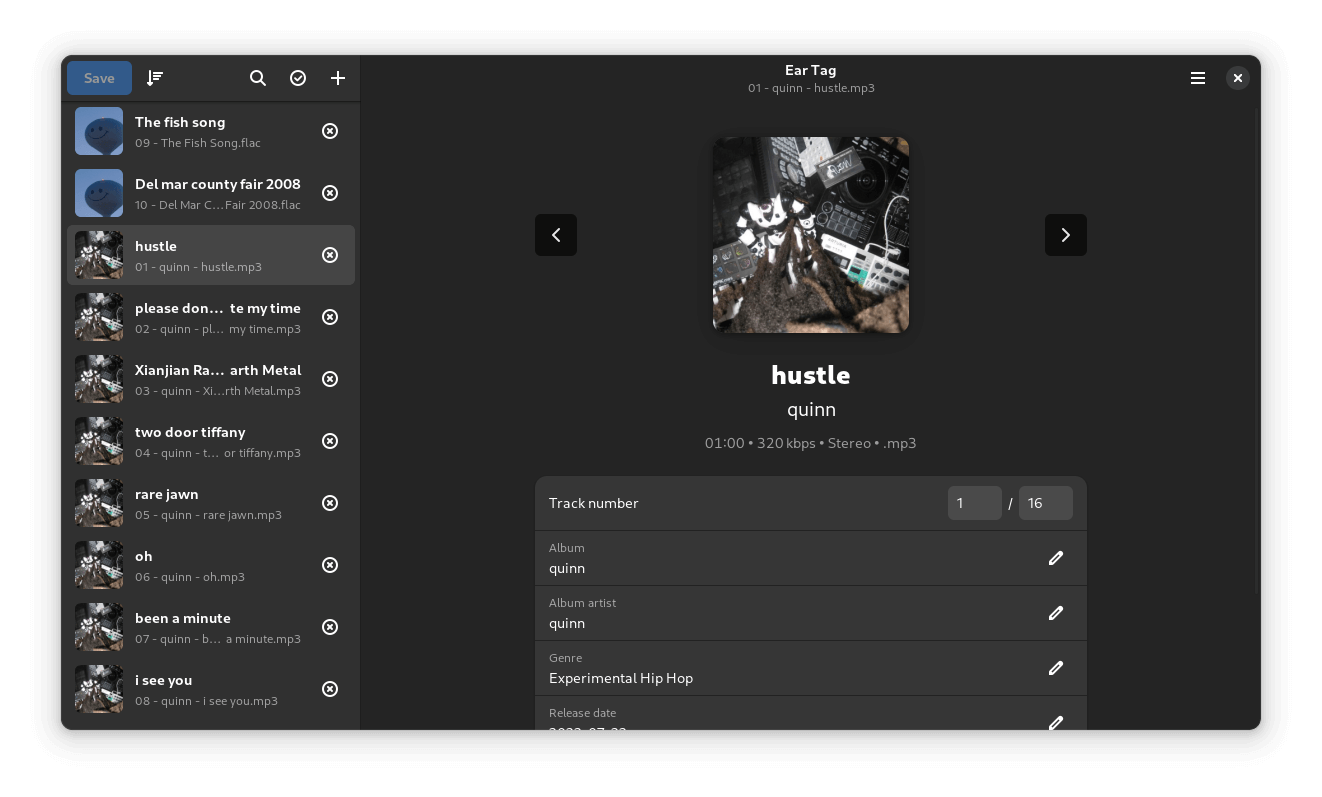 Save
Ear Tag
01 - quinn - hustle.mp3
The fish song
09 - The Fish Song.flac
Del mar county fair 2008
10 - Del Mar C…Fair 2008.flac
hustle
01 - quinn - hustle.mp3
please don… te my time
02 - quinn - pl… my time.mp3
Xianjian Ra… arth Metal
03 - quinn - Xi…rth Metal.mp3
two door tiffany
04 - quinn - t… or tiffany.mp3
rare jawn
05 - quinn - rare jawn.mp3
oh
06 - quinn - oh.mp3
been a minute
07 - quinn - b… a minute.mp3
i see you
08 - quinn - i see you.mp3
hustle
quinn
01:00 • 320 kbps • Stereo • .mp3
Track number 1 / 16
Album
quinn
Album artist
quinn
Genre
Experimental Hip Hop
Release date